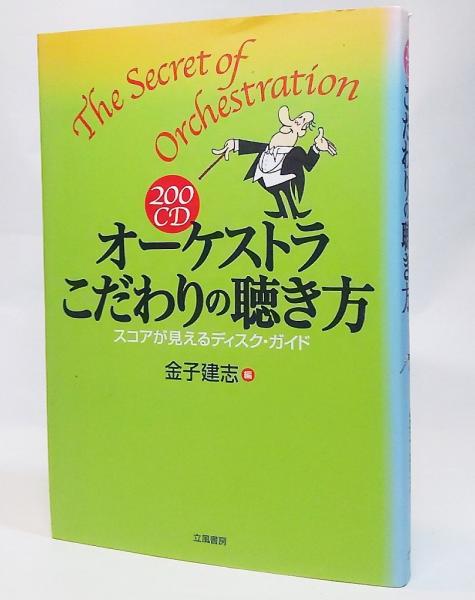 The Secret of
Orchestration
200
CD
オーケストラ
こだわりの聴き方
スコアが見えるディスク・ガイド
金子建志 編
立風書房